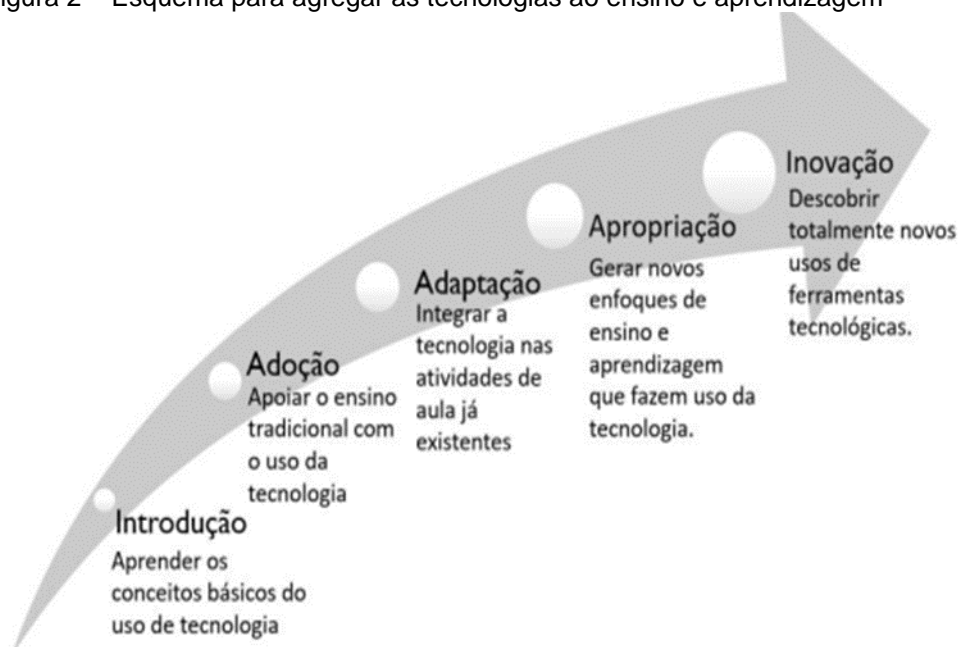 igura 2 – Esquema para agregar as tecnologias ao ensino e aprendizagem
Introdução
Aprender os
conceitos básicos do
uso de tecnologia
Adoção
Apoiar o ensino
tradicional com
o uso da
tecnologia
Adaptação
Integrar a
tecnologia nas
atividades de
aula já
existentes
Apropriação
Gerar novos
enfoques de
ensino e
aprendizagem
que fazem uso da
tecnologia.
Inovação
Descobrir
totalmente novos
usos de
ferramentas
tecnológicas.